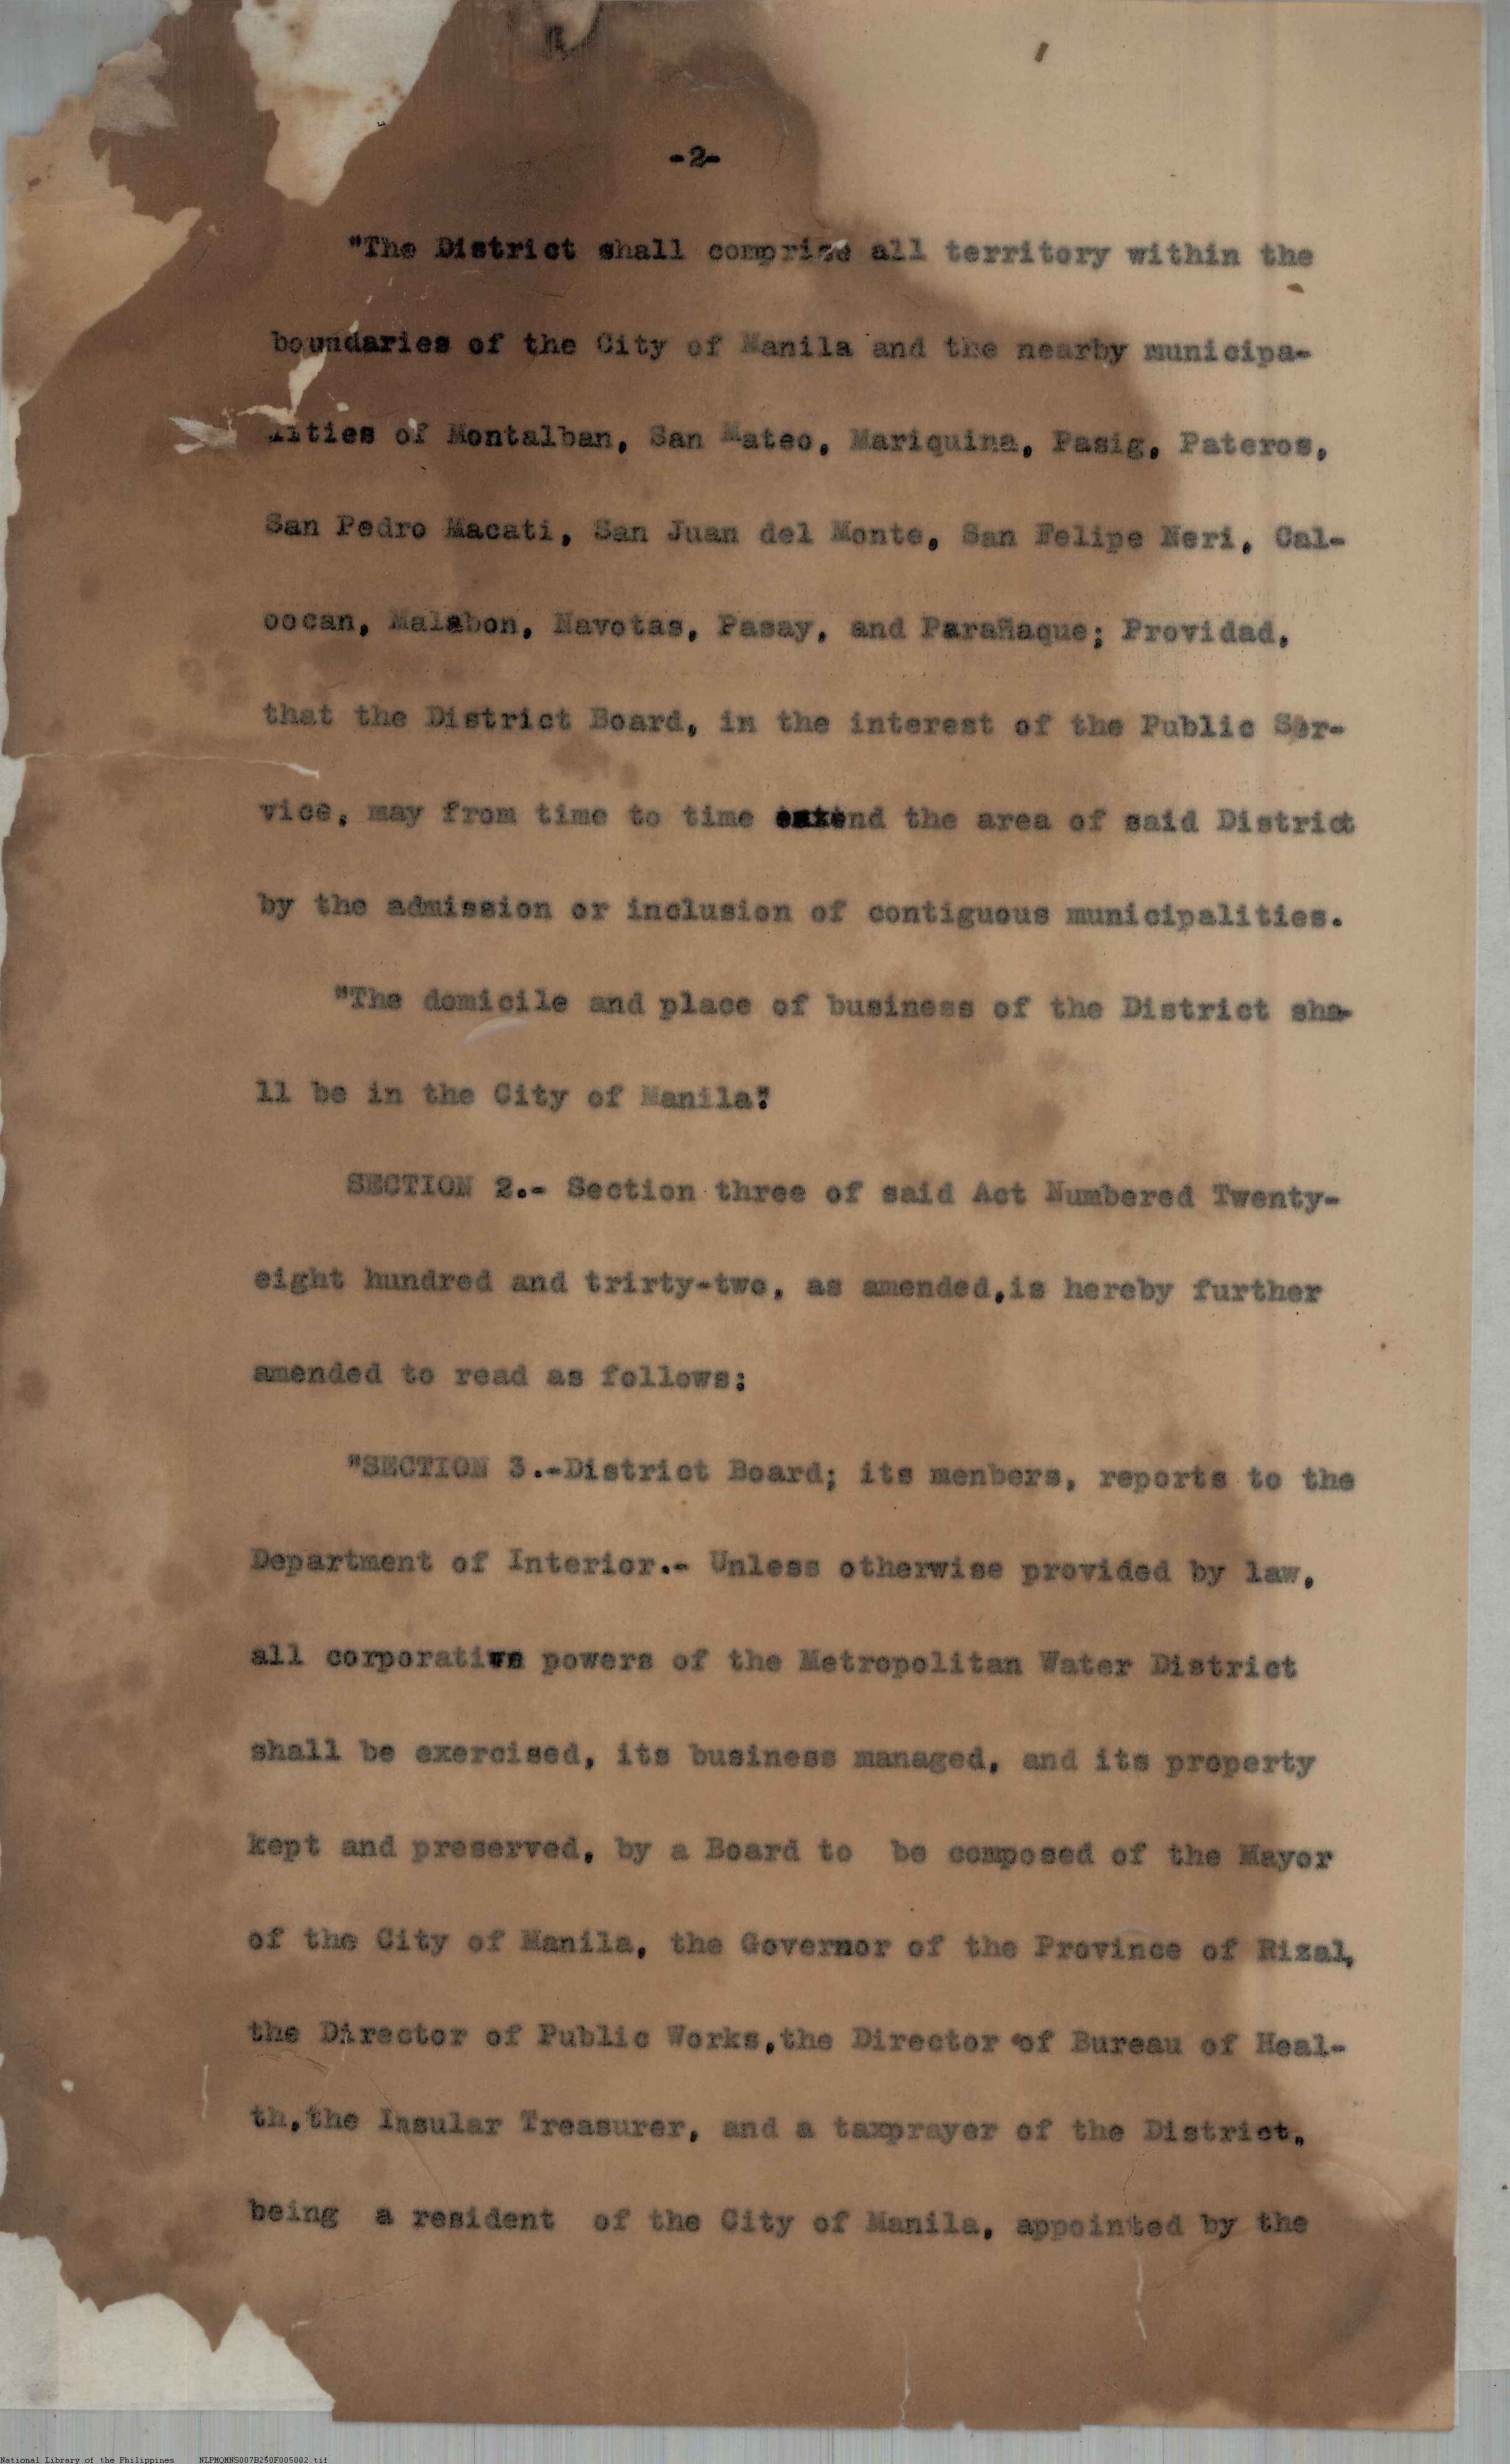 -2-
"The District shall comprise all territory within the
boundaries of the City of Manila and the nearby municipa-
lities of Montalban, San Mateo, Mariquina, Pasig, Pateros,
San Pedro Macati, San Juan del Monte, San Felipe Neri, Cal-
oocan, Malabon, Navotas, Pasay, and Parañaque; Providad,
that the District Board, in the interest of the Public Ser-
vice, may from time to time extend the area of said District
by the admission or inclusion of contiguous municipalities.
"The domicile and place of business of the District sha-
ll be in the City of Manila"
SECTION 2.- Section three of said Act Numbered Twenty-
eight hundred and trirty-two, as amended,is hereby further
amended to read as follows:
"SECTION 3.-District Board; its menbers, reports to the
Department of Interior.- Unless otherwise provided by law,
all corporative powers of the Metropolitan Water District
shall be exercised, its business managed, and its property
kept and preserved, by a Board to be composed of the Mayor
of the City of Manila, the Governor of the Province of Rizal,
the Director of Public Works,the Director of Bureau of Heal-
th,the Insular Treasurer, and a taxprayer of the District,
being a resident of the City of Manila, appointed by the
National Library of the Philippines NLPMQMNS007B250F005002.tif